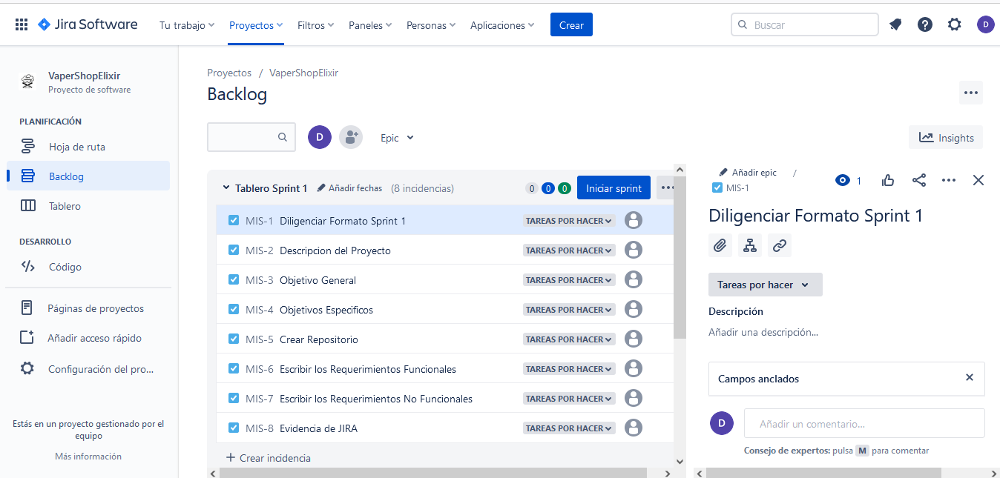 Jira Software Tu trabajo Proyectos Filtros Paneles Personas Aplicaciones Crear Buscar D
VaperShopElixir
Proyecto de software
PLANIFICACIÓN
Hoja de ruta
Backlog
Tablero
DESARROLLO
Código
Páginas de proyectos
Añadir acceso rápido
Configuración del pro...
Estás en un proyecto gestionado por el
equipo
Más información
Proyectos / VaperShopElixir
Backlog
D Epic Insights
Tablero Sprint 1 Añadir fechas (8 incidencias) 0 0 0 Iniciar sprint
MIS-1 Diligenciar Formato Sprint 1 TAREAS POR HACER
MIS-2 Descripcion del Proyecto TAREAS POR HACER
MIS-3 Objetivo General TAREAS POR HACER
MIS-4 Objetivos Especificos TAREAS POR HACER
MIS-5 Crear Repositorio TAREAS POR HACER
MIS-6 Escribir los Requerimientos Funcionales TAREAS POR HACER
MIS-7 Escribir los Requerimientos No Funcionales TAREAS POR HACER
MIS-8 Evidencia de JIRA TAREAS POR HACER
+ Crear incidencia
Añadir epic /
MIS-1
1
Diligenciar Formato Sprint 1
Tareas por hacer
Descripción
Añadir una descripción...
Campos anclados
D Añadir un comentario...
Consejo de expertos: pulsa M para comentar